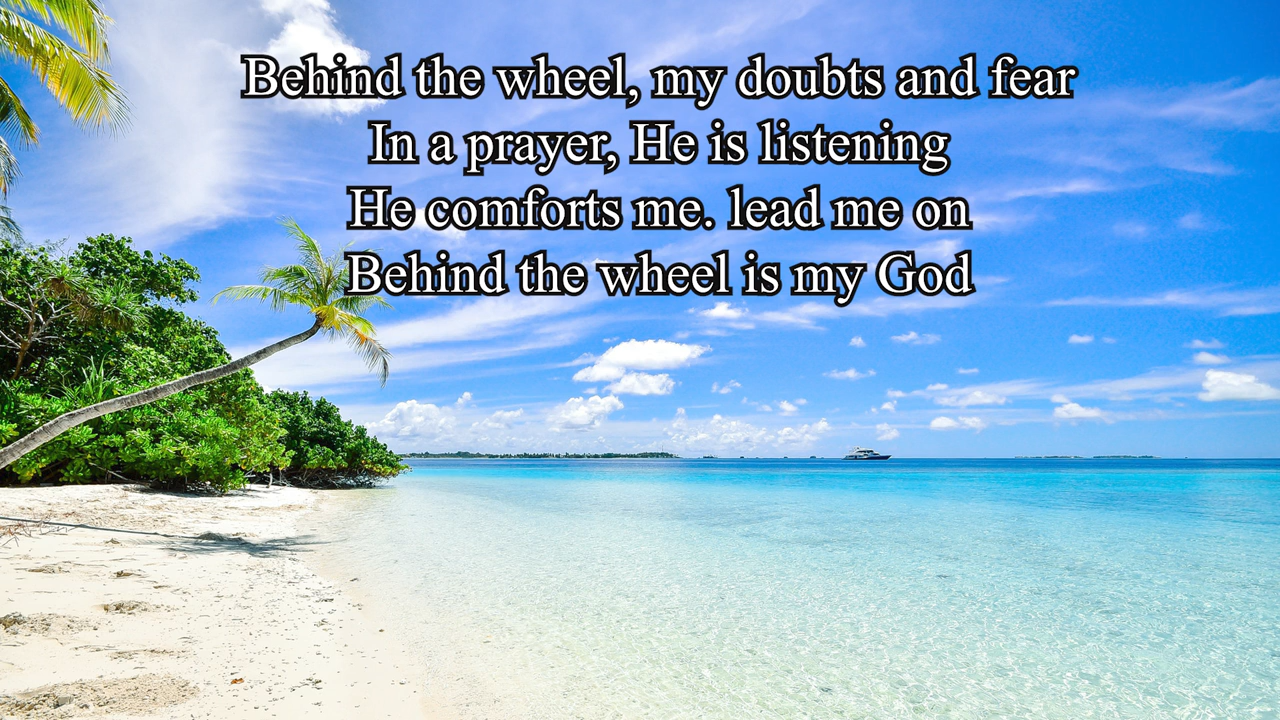 Behind the wheel, my doubts and fear
In a prayer, He is listening
He comforts me. lead me on
Behind the wheel is my God